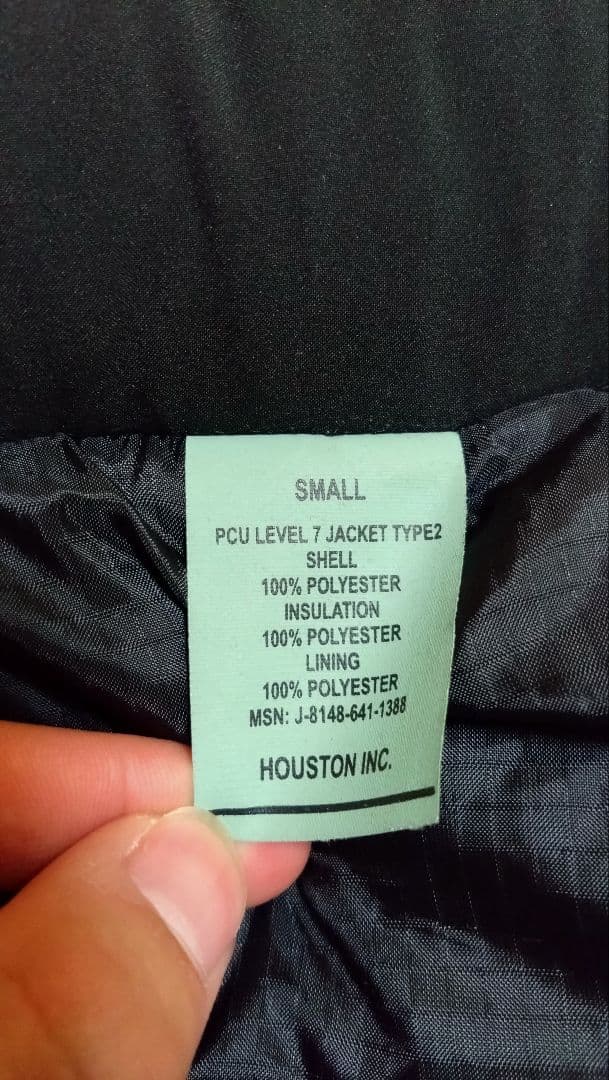 SMALL
PCU LEVEL 7 JACKET TYPE2
SHELL
100% POLYESTER
INSULATION
100% POLYESTER
LINING
100% POLYESTER
MSN: J-8148-641-1388
HOUSTON INC.